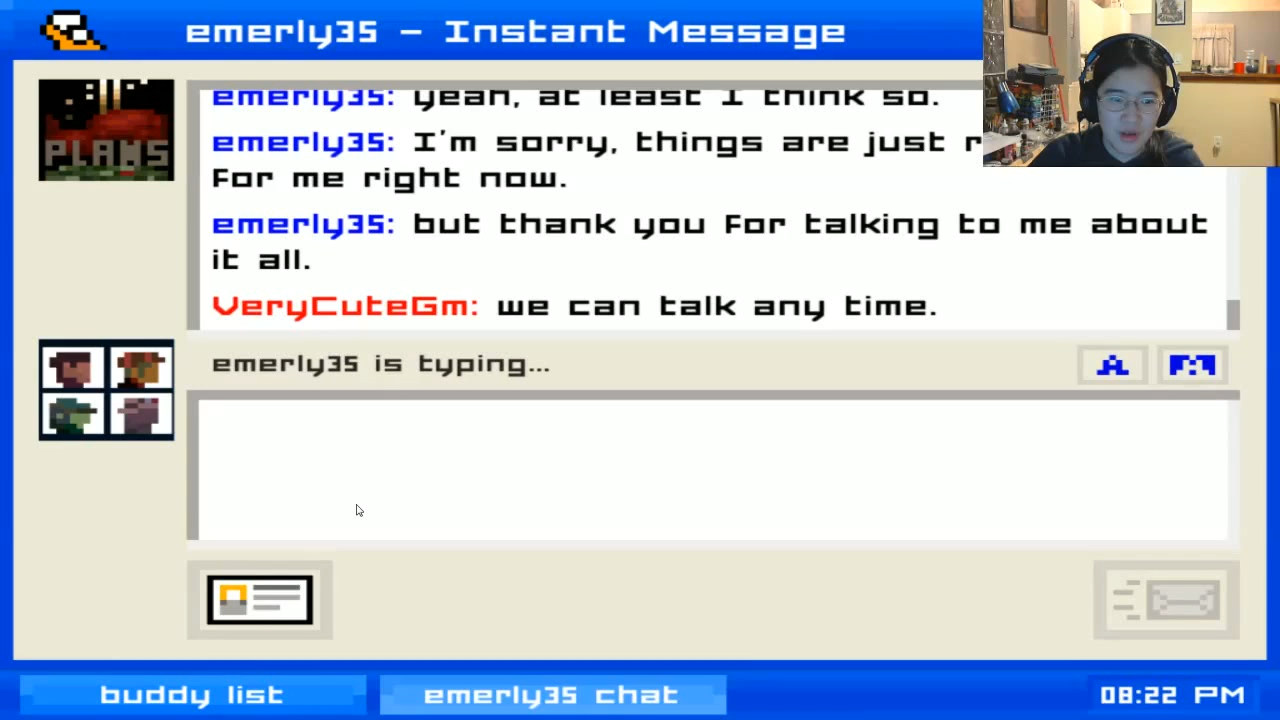 emerly35 - Instant Message
emerly35: yeah, at least I think so.
emerly35: I'm sorry, things are just
For me right now.
emerly35: but thank you For talking to me about
it all.
VeryCuteGm: we can talk any time.
PLANS
emerly35 is typing...
A
buddy list
emerly35 chat
08:22 PM